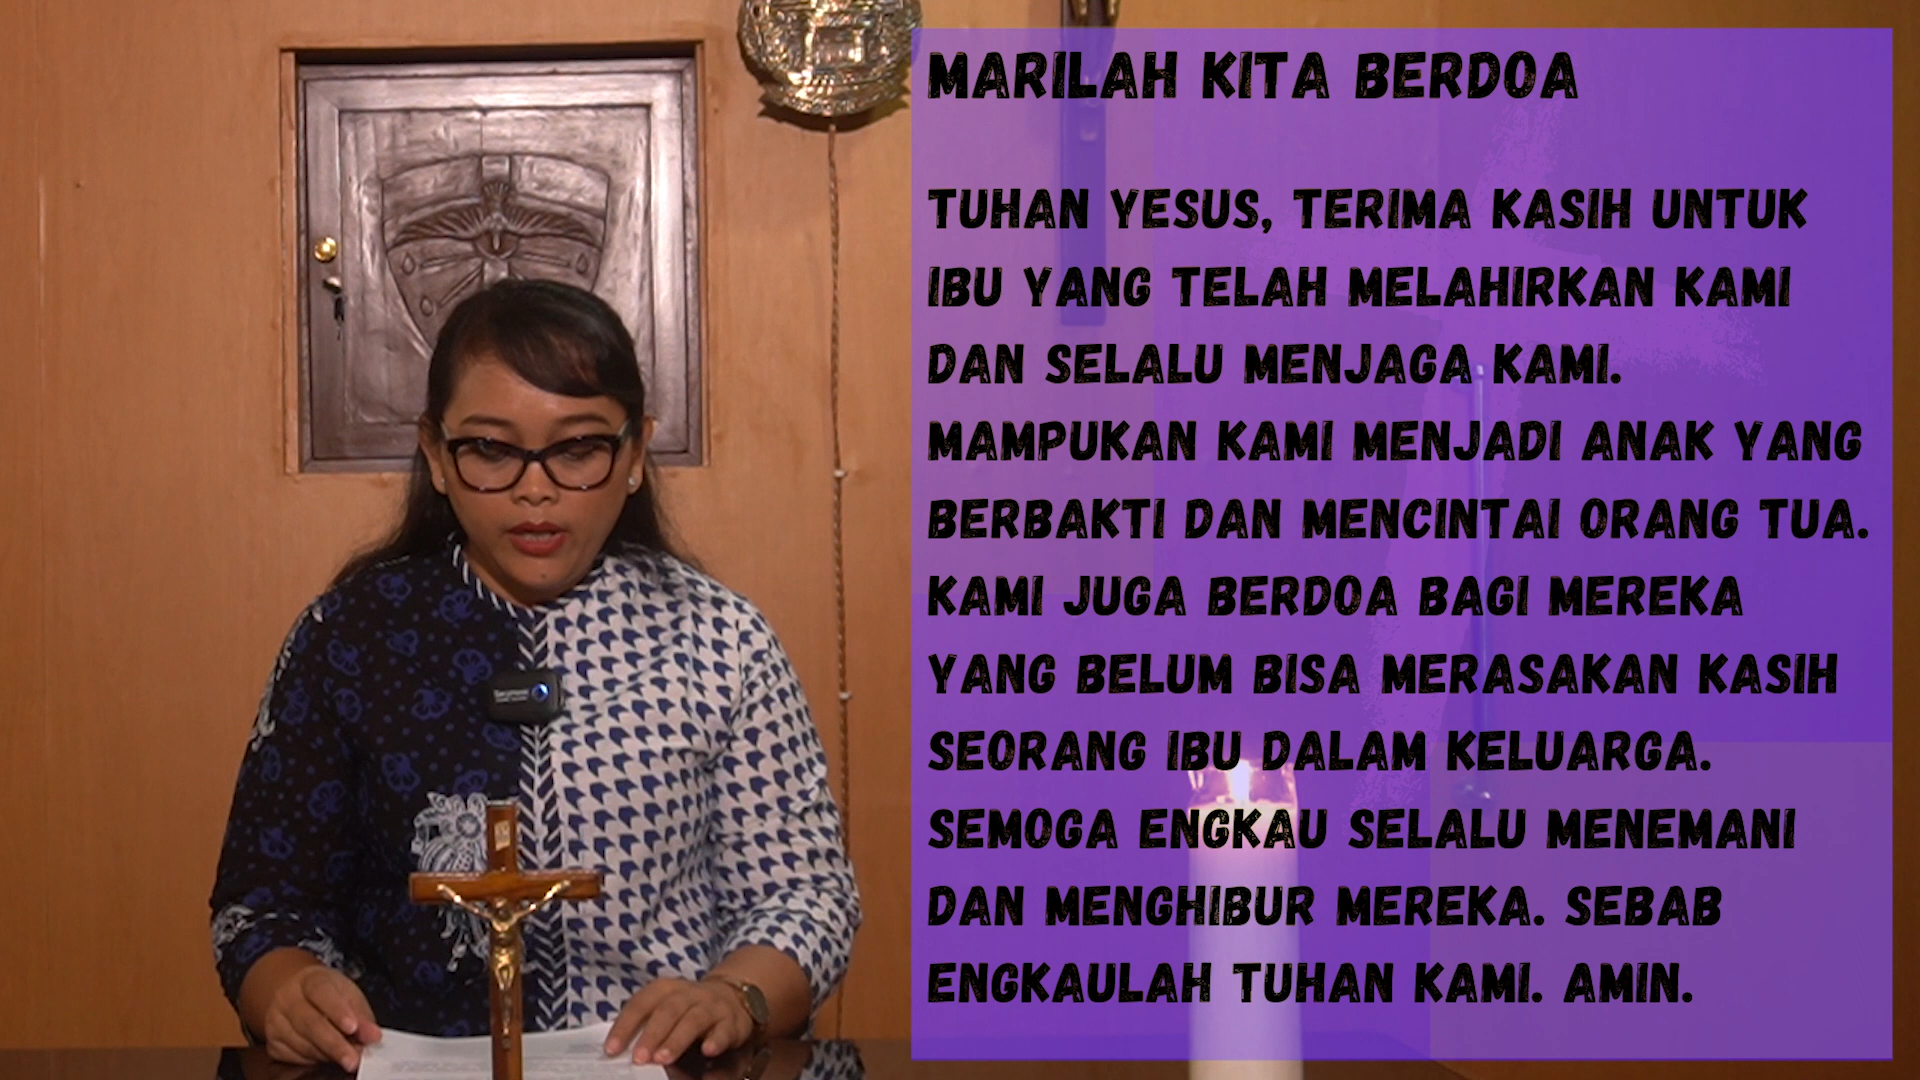 MARILAH KITA BERDOA
TUHAN YESUS, TERIMA KASIH UNTUK
IBU YANG TELAH MELAHIRKAN KAMI
DAN SELALU MENJAGA KAMI.
MAMPUKAN KAMI MENJADI ANAK YANG
BERBAKTI DAN MENCINTAI ORANG TUA.
KAMI JUGA BERDOA BAGI MEREKA
YANG BELUM BISA MERASAKAN KASIH
SEORANG IBU DALAM KELUARGA.
SEMOGA ENGKAU SELALU MENEMANI
DAN MENGHIBUR MEREKA. SEBAB
ENGKAULAH TUHAN KAMI. AMIN.